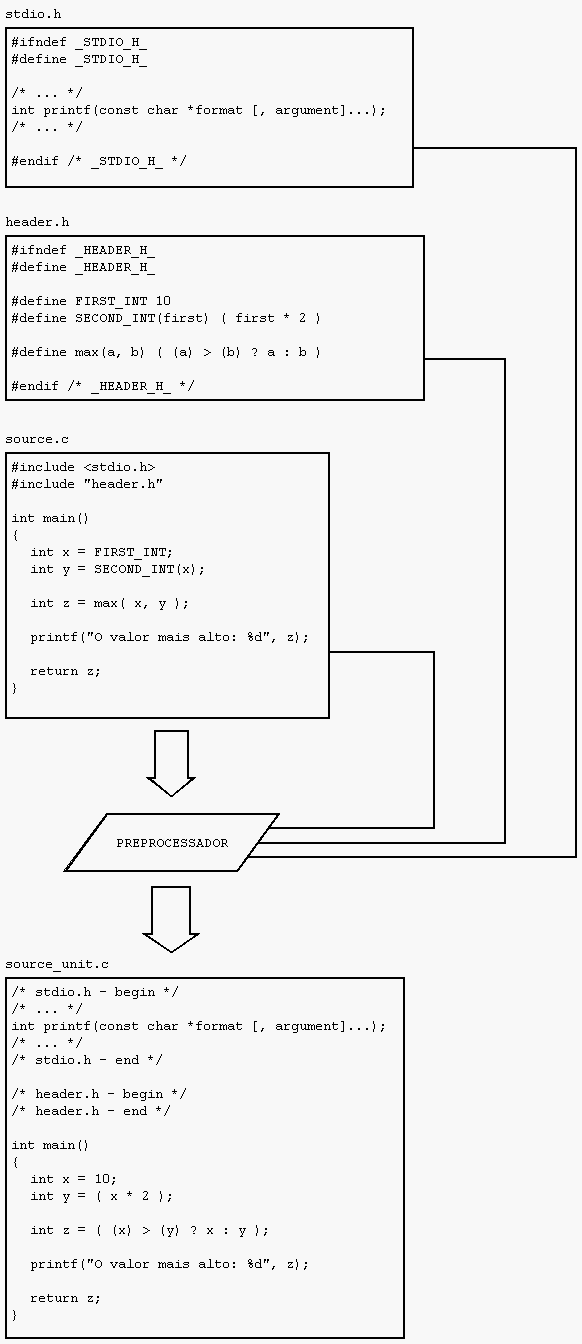 stdio.h
#ifndef _STDIO_H_
#define _STDIO_H_
/* ... */
int printf(const char *format [, argument]...);
/* ... */
#endif /* _STDIO_H_ */
header.h
#ifndef _HEADER_H_
#define _HEADER_H_
#define FIRST_INT 10
#define SECOND_INT(first) ( first * 2 )
#define max(a, b) ( (a) > (b) ? a : b )
#endif /* _HEADER_H_ */
source.c
#include <stdio.h>
#include "header.h"
int main()
{
int x = FIRST_INT;
int y = SECOND_INT(x);
int z = max( x, y );
printf("O valor mais alto: %d", z);
return z;
}
PREPROCESSADOR
source_unit.c
/* stdio.h - begin */
/* ... */
int printf(const char *format [, argument]...);
/* ... */
/* stdio.h - end */
/* header.h - begin */
/* header.h - end */
int main()
{
int x = 10;
int y = ( x * 2 );
int z = ( (x) > (y) ? x : y );
printf("O valor mais alto: %d", z);
return z;
}